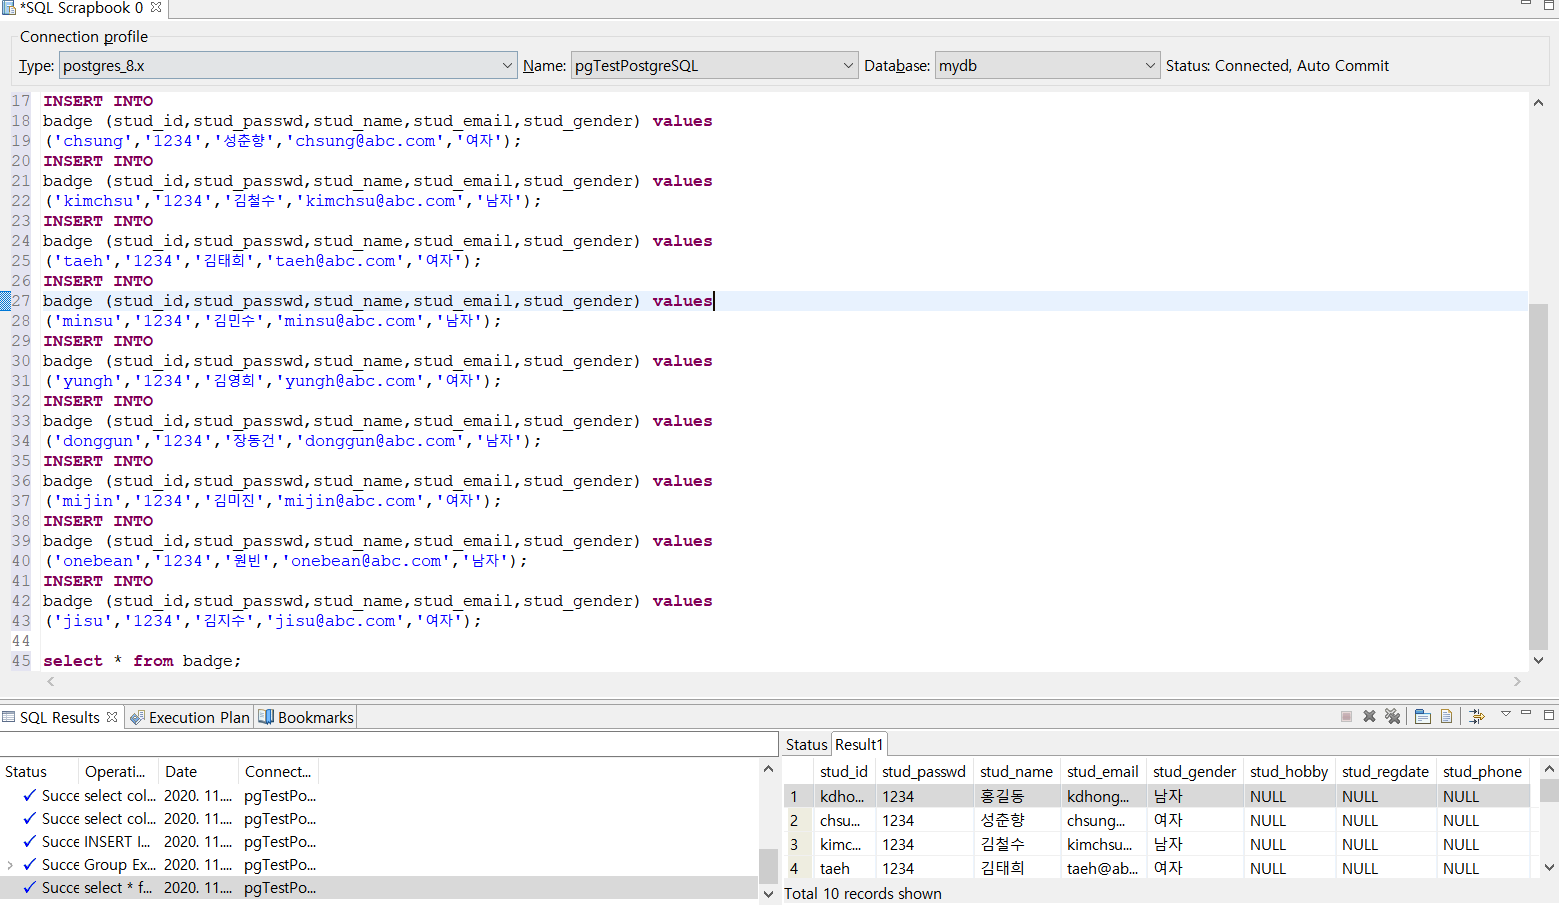 *SQL Scrapbook 0
Connection profile
Type: postgres_8.x Name: pgTestPostgreSQL Database: mydb Status: Connected, Auto Commit
17 INSERT INTO
18 badge (stud_id,stud_passwd,stud_name,stud_email,stud_gender) values
19 ('chsung','1234','성춘향','chsung@abc.com','여자');
20 INSERT INTO
21 badge (stud_id,stud_passwd,stud_name,stud_email,stud_gender) values
22 ('kimchsu','1234','김철수','kimchsu@abc.com','남자');
23 INSERT INTO
24 badge (stud_id,stud_passwd,stud_name,stud_email,stud_gender) values
25 ('taeh','1234','김태희','taeh@abc.com','여자');
26 INSERT INTO
27 badge (stud_id,stud_passwd,stud_name,stud_email,stud_gender) values
28 ('minsu','1234','김민수','minsu@abc.com','남자');
29 INSERT INTO
30 badge (stud_id,stud_passwd,stud_name,stud_email,stud_gender) values
31 ('yungh','1234','김영희','yungh@abc.com','여자');
32 INSERT INTO
33 badge (stud_id,stud_passwd,stud_name,stud_email,stud_gender) values
34 ('donggun','1234','장동건','donggun@abc.com','남자');
35 INSERT INTO
36 badge (stud_id,stud_passwd,stud_name,stud_email,stud_gender) values
37 ('mijin','1234','김미진','mijin@abc.com','여자');
38 INSERT INTO
39 badge (stud_id,stud_passwd,stud_name,stud_email,stud_gender) values
40 ('onebean','1234','원빈','onebean@abc.com','남자');
41 INSERT INTO
42 badge (stud_id,stud_passwd,stud_name,stud_email,stud_gender) values
43 ('jisu','1234','김지수','jisu@abc.com','여자');
44
45 select * from badge;
SQL Results Execution Plan Bookmarks
Status Operati... Date Connect...
Succe select col... 2020. 11.... pgTestPo...
Succe select col... 2020. 11.... pgTestPo...
Succe INSERT I... 2020. 11.... pgTestPo...
Succe Group Ex... 2020. 11.... pgTestPo...
Succe select * f... 2020. 11.... pgTestPo...
Status Result1
stud_id stud_passwd stud_name stud_email stud_gender stud_hobby stud_regdate stud_phone
1 kdho... 1234 홍길동 kdhong... 남자 NULL NULL NULL
2 chsu... 1234 성춘향 chsung... 여자 NULL NULL NULL
3 kimc... 1234 김철수 kimchsu... 남자 NULL NULL NULL
4 taeh 1234 김태희 taeh@ab... 여자 NULL NULL NULL
Total 10 records shown